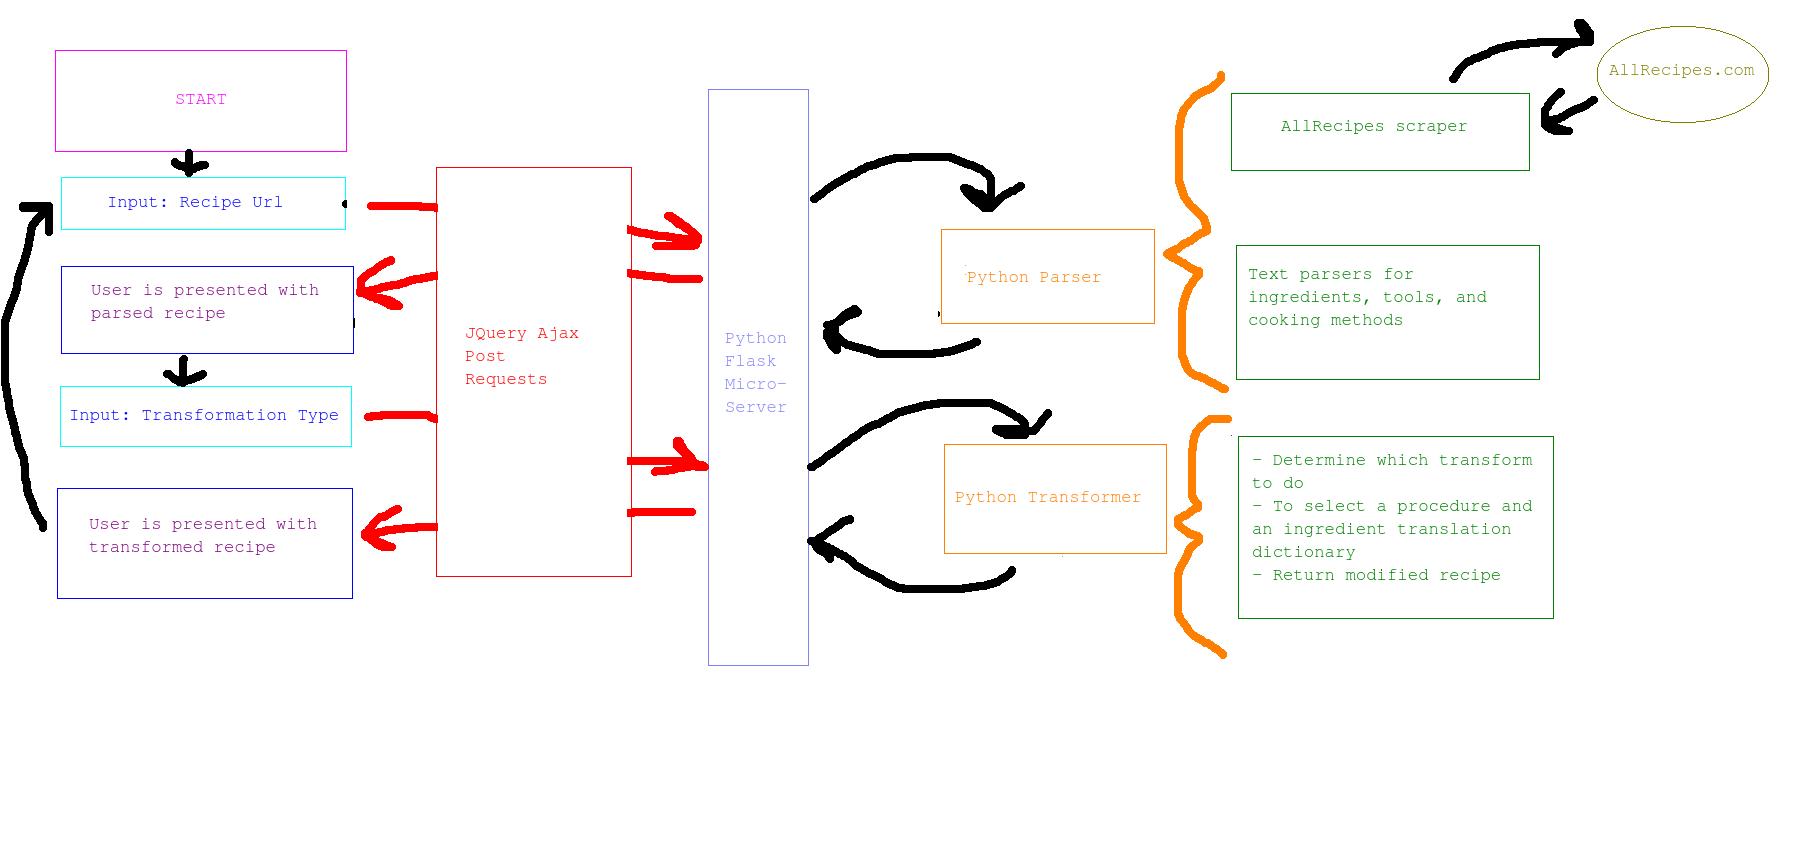 START
Input: Recipe Url
User is presented with
parsed recipe
Input: Transformation Type
User is presented with
transformed recipe
JQuery Ajax
Post
Requests
Python
Flask
Micro-
Server
Python Parser
Python Transformer
AllRecipes scraper
AllRecipes.com
Text parsers for
ingredients, tools, and
cooking methods
- Determine which transform
to do
- To select a procedure and
an ingredient translation
dictionary
- Return modified recipe